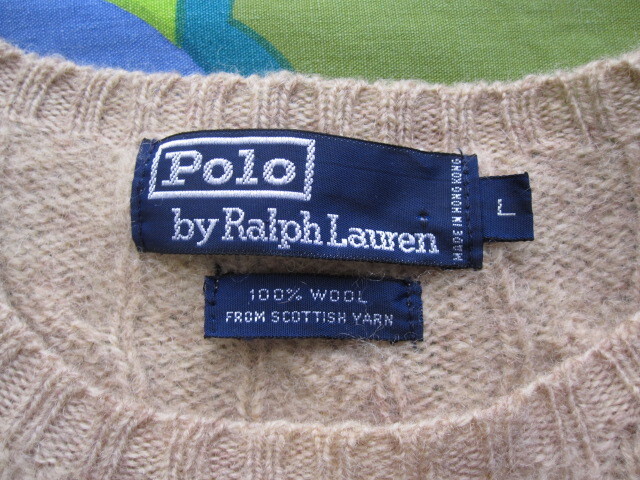 Polo
by Ralph Lauren
MADE IN HONG KONG
L
100% WOOL
FROM SCOTTISH YARN